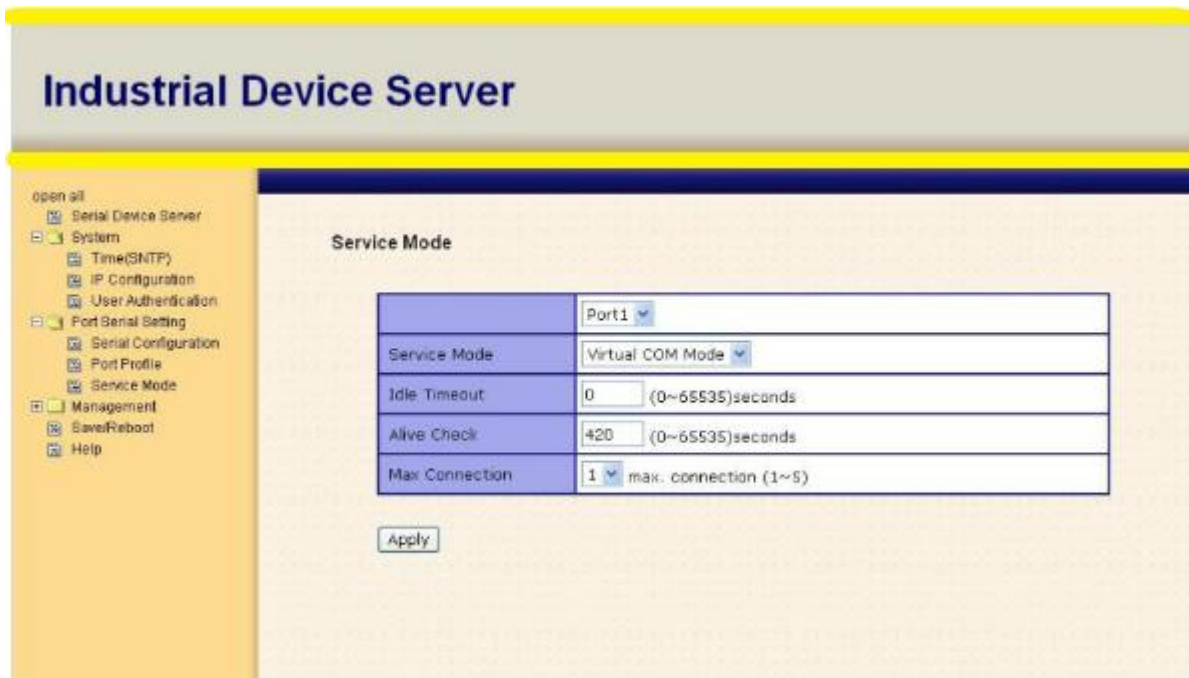 Industrial Device Server
open all
Serial Device Server
System
Time(SNTP)
IP Configuration
User Authentication
Port Serial Setting
Serial Configuration
Port Profile
Service Mode
Management
Save/Reboot
Help
Service Mode
Port1
Service Mode Virtual COM Mode
Idle Timeout 0 (0~65535)seconds
Alive Check 420 (0~65535)seconds
Max Connection 1 max. connection (1~5)
Apply